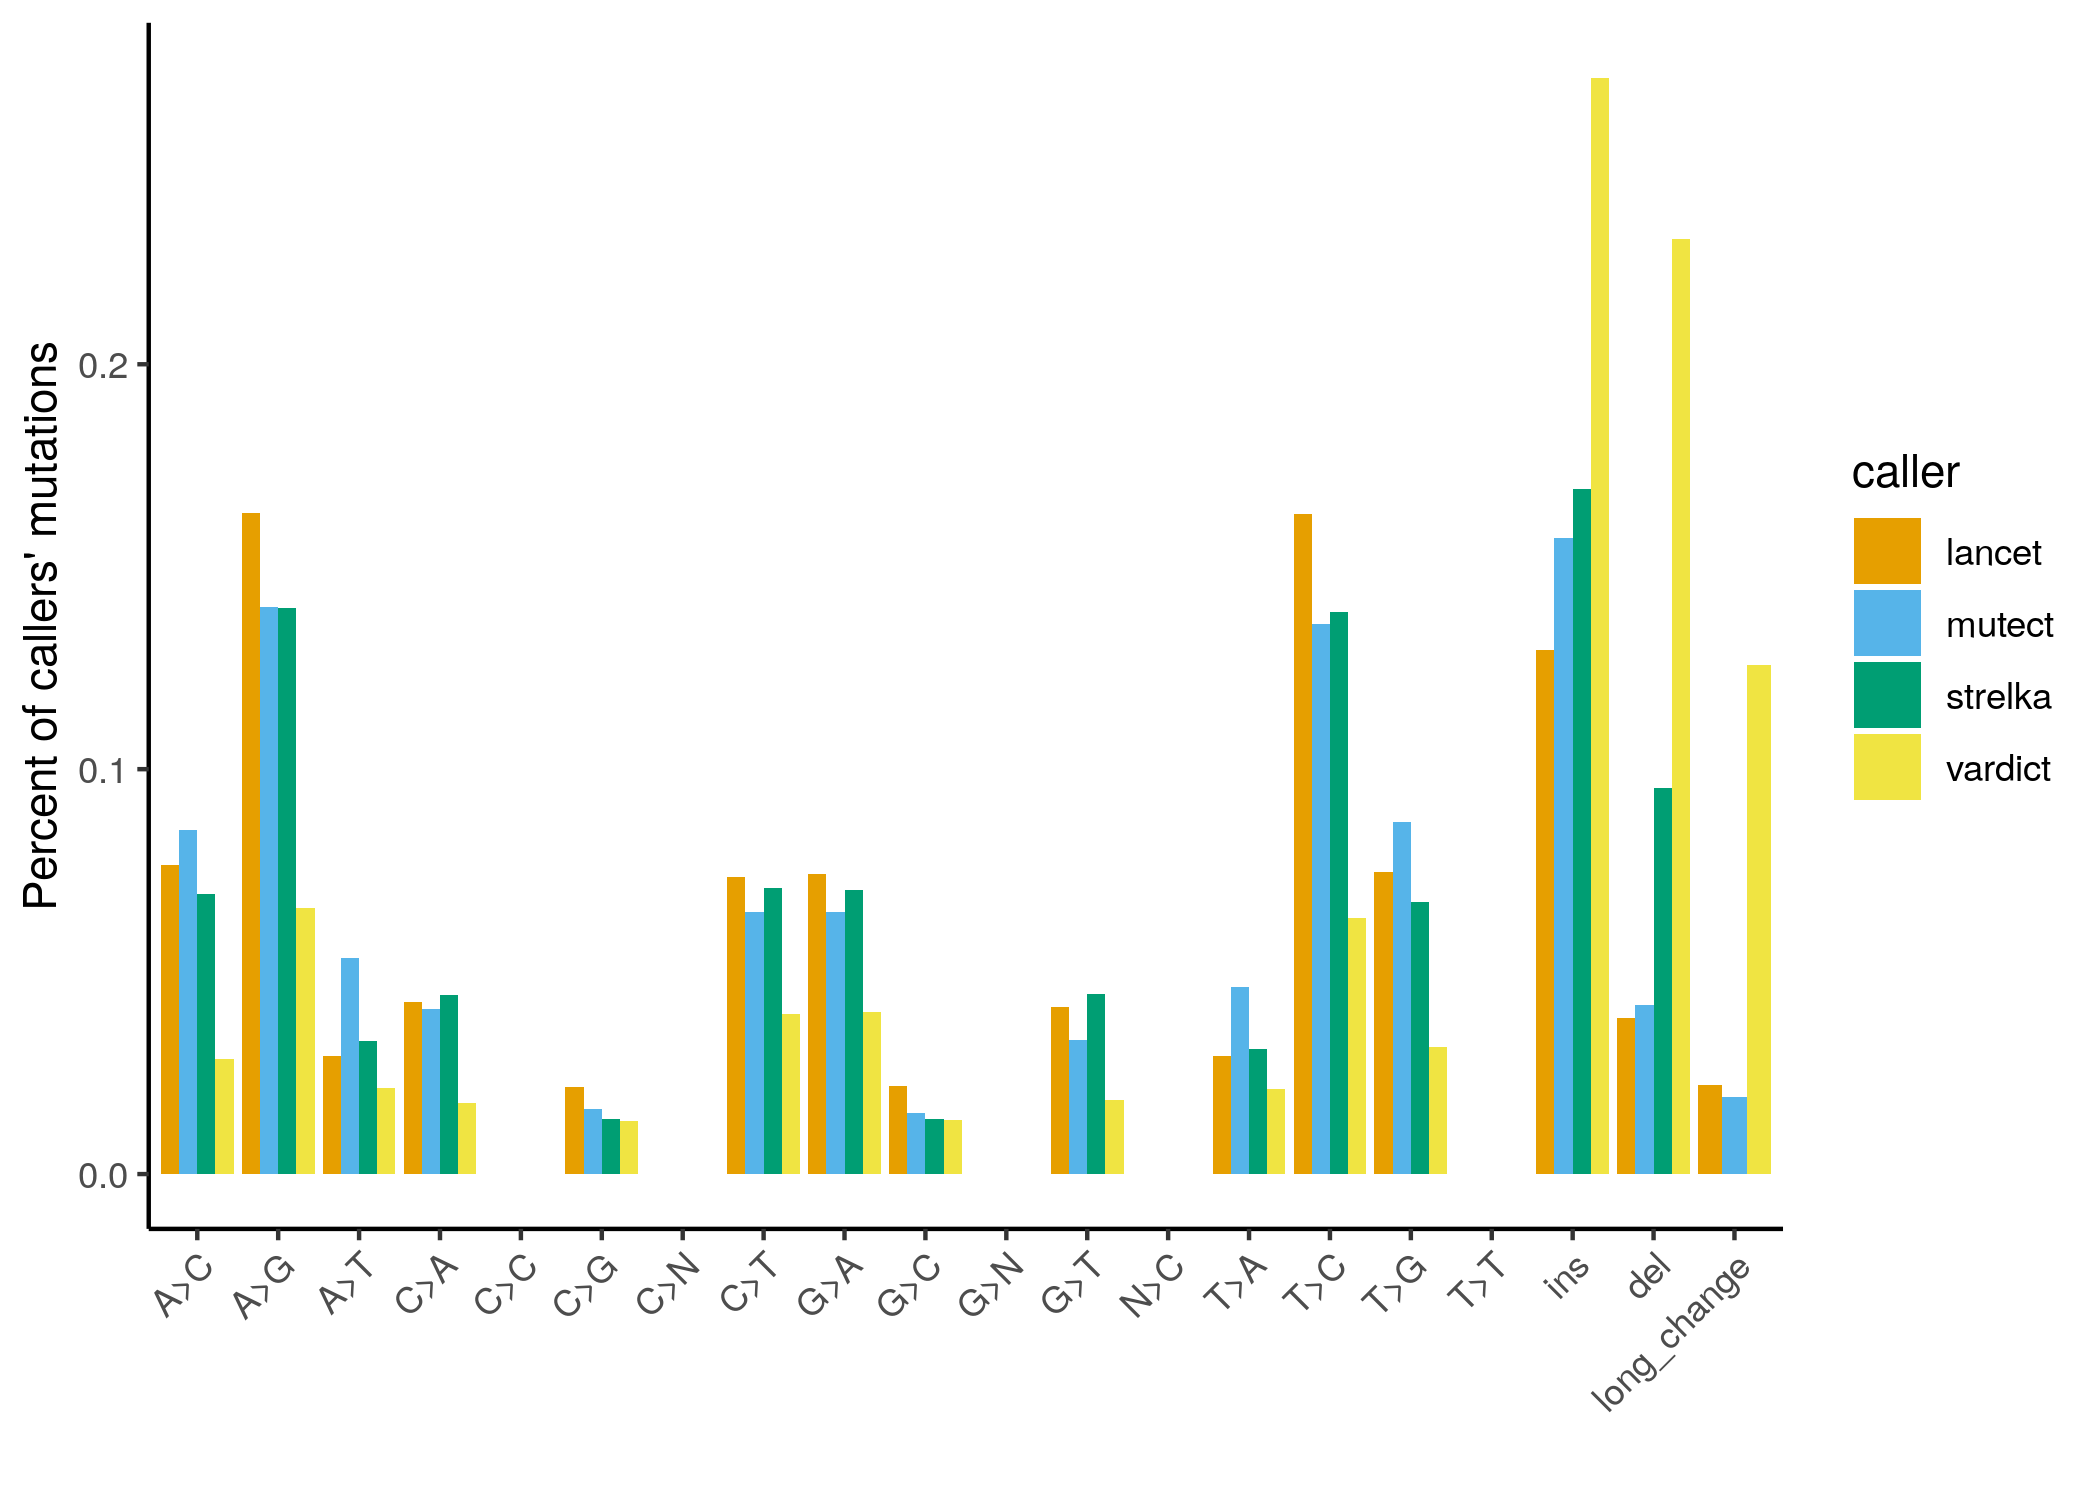 Percent of callers' mutations
0.2
0.1
0.0
A>C
A>G
A>T
C>A
C>C
C>G
C>N
C>T
G>A
G>C
G>N
G>T
N>C
T>A
T>C
T>G
T>T
ins
del
long_change
caller
lancet
mutect
strelka
vardict